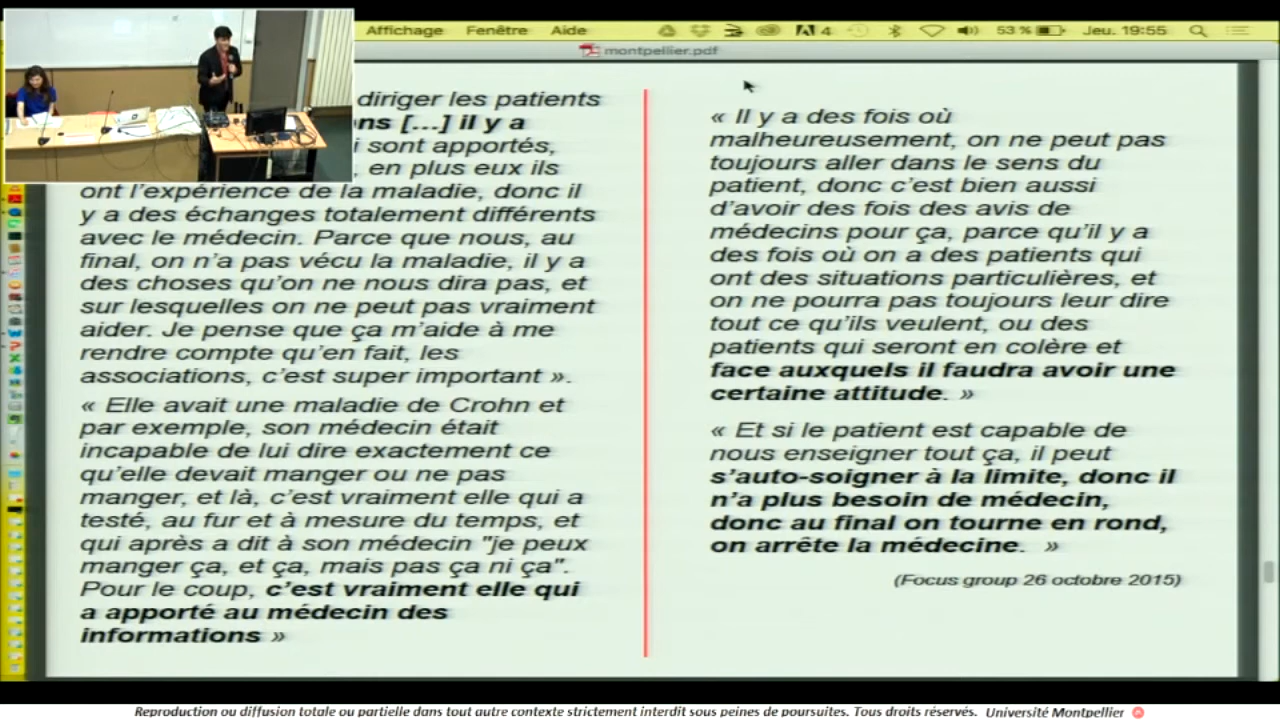 Affichage Fenêtre Aide 4 53 % Jeu. 19:55
montpellier.pdf
diriger les patients
ns [...] il y a
i sont apportés,
, en plus eux ils
ont l'expérience de la maladie, donc il
y a des échanges totalement différents
avec le médecin. Parce que nous, au
final, on n'a pas vécu la maladie, il y a
des choses qu'on ne nous dira pas, et
sur lesquelles on ne peut pas vraiment
aider. Je pense que ça m'aide à me
rendre compte qu'en fait, les
associations, c'est super important ».
« Elle avait une maladie de Crohn et
par exemple, son médecin était
incapable de lui dire exactement ce
qu'elle devait manger ou ne pas
manger, et là, c'est vraiment elle qui a
testé, au fur et à mesure du temps, et
qui après a dit à son médecin "je peux
manger ça, et ça, mais pas ça ni ça".
Pour le coup, c'est vraiment elle qui
a apporté au médecin des
informations »
« Il y a des fois où
malheureusement, on ne peut pas
toujours aller dans le sens du
patient, donc c'est bien aussi
d'avoir des fois des avis de
médecins pour ça, parce qu'il y a
des fois où on a des patients qui
ont des situations particulières, et
on ne pourra pas toujours leur dire
tout ce qu'ils veulent, ou des
patients qui seront en colère et
face auxquels il faudra avoir une
certaine attitude. »
« Et si le patient est capable de
nous enseigner tout ça, il peut
s'auto-soigner à la limite, donc il
n'a plus besoin de médecin,
donc au final on tourne en rond,
on arrête la médecine. »
(Focus group 26 octobre 2015)
Reproduction ou diffusion totale ou partielle dans tout autre contexte strictement interdit sous peines de poursuites. Tous droits réservés. Université Montpellier